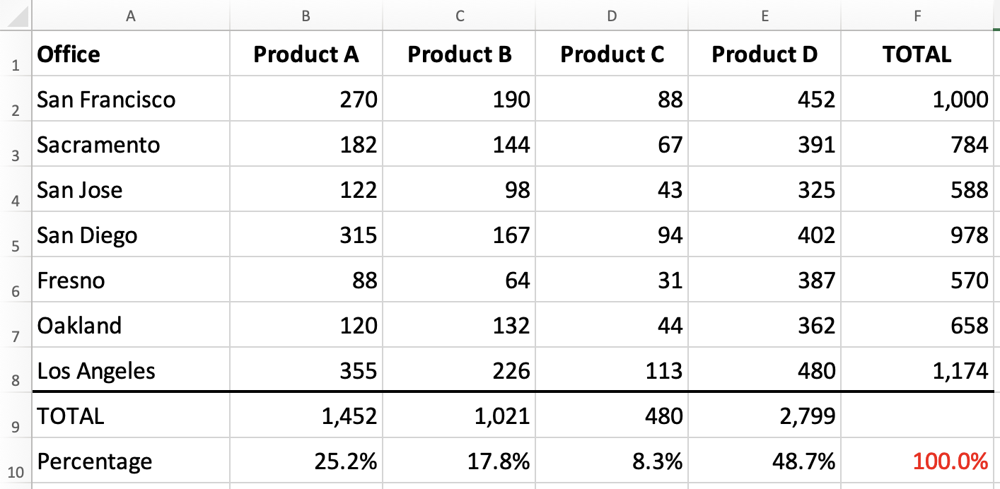 A B C D E F
1 Office Product A Product B Product C Product D TOTAL
2 San Francisco 270 190 88 452 1,000
3 Sacramento 182 144 67 391 784
4 San Jose 122 98 43 325 588
5 San Diego 315 167 94 402 978
6 Fresno 88 64 31 387 570
7 Oakland 120 132 44 362 658
8 Los Angeles 355 226 113 480 1,174
9 TOTAL 1,452 1,021 480 2,799
10 Percentage 25.2% 17.8% 8.3% 48.7% 100.0%